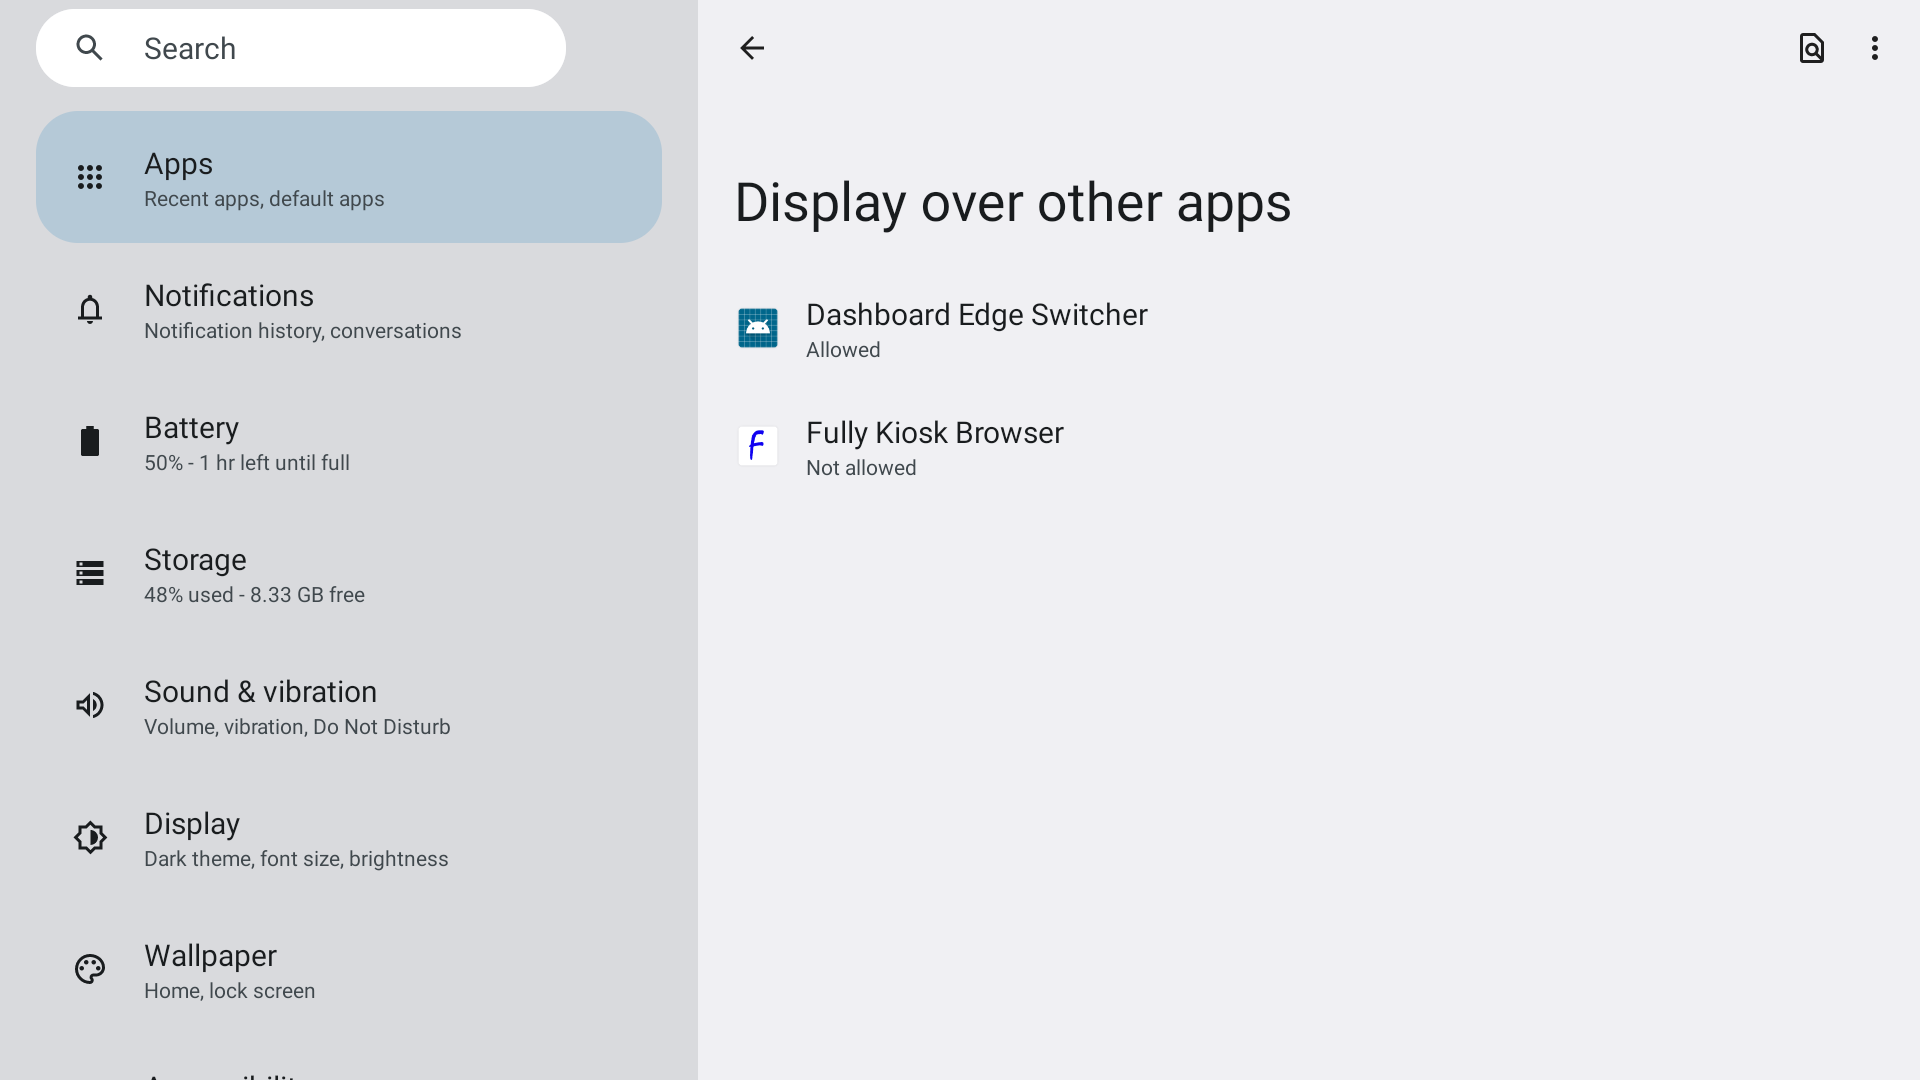 Search
Apps
Recent apps, default apps
Notifications
Notification history, conversations
Battery
50% - 1 hr left until full
Storage
48% used - 8.33 GB free
Sound & vibration
Volume, vibration, Do Not Disturb
Display
Dark theme, font size, brightness
Wallpaper
Home, lock screen
Display over other apps
Dashboard Edge Switcher
Allowed
Fully Kiosk Browser
Not allowed